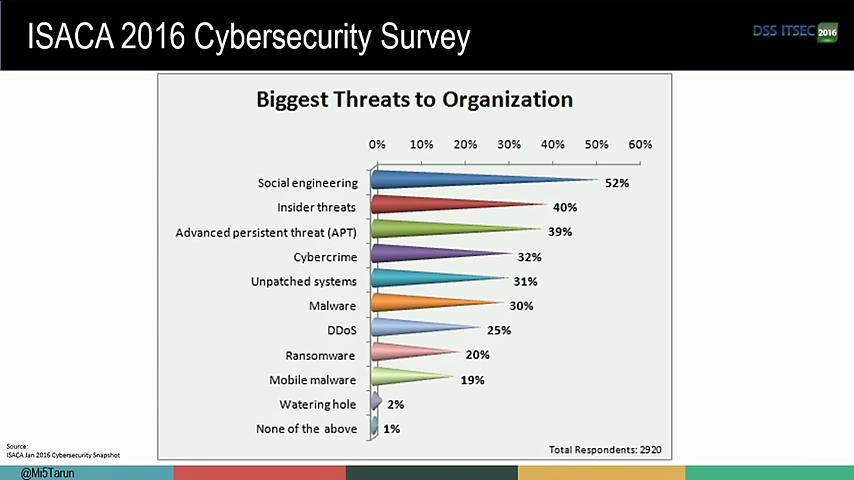 ISACA 2016 Cybersecurity Survey
DSS ITSEC 2016
Biggest Threats to Organization
0% 10% 20% 30% 40% 50% 60%
Social engineering 52%
Insider threats 40%
Advanced persistent threat (APT) 39%
Cybercrime 32%
Unpatched systems 31%
Malware 30%
DDoS 25%
Ransomware 20%
Mobile malware 19%
Watering hole 2%
None of the above 1%
Total Respondents: 2920
Source:
ISACA Jan 2016 Cybersecurity Snapshot
@Mi5Tarun